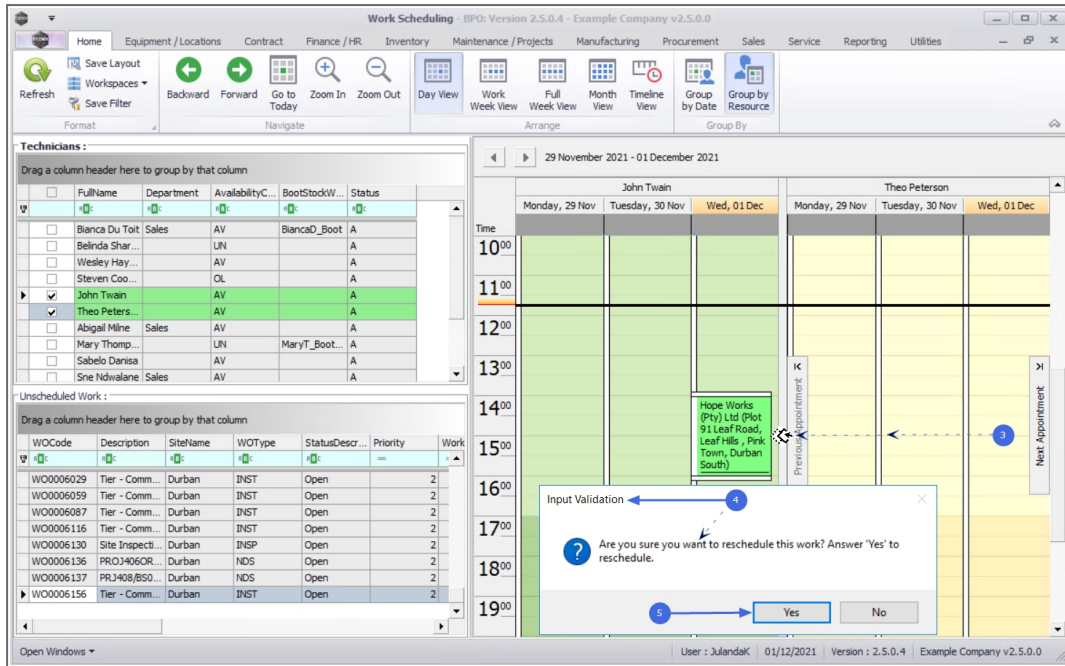 Work Scheduling - BPO: Version 2.5.0.4 - Example Company v2.5.0.0
Home Equipment / Locations Contract Finance / HR Inventory Maintenance / Projects Manufacturing Procurement Sales Service Reporting Utilities
Refresh
Save Layout
Workspaces
Save Filter
Backward
Forward
Go to
Today
Zoom In
Zoom Out
Day View
Work
Week View
Full
Week View
Month
View
Timeline
View
Group
by Date
Group by
Resource
Format Navigate Arrange Group By
Technicians :
Drag a column header here to group by that column
FullName Department AvailabilityC... BootStockW... Status
Bianca Du Toit Sales AV BiancaD_Boot A
Belinda Shar... UN A
Wesley Hay... AV A
Steven Coo... OL A
John Twain AV A
Theo Peters... AV A
Abigail Milne Sales AV A
Mary Thomp... UN MaryT_Boot... A
Sabelo Danisa AV A
Sne Ndwalane Sales AV A
Unscheduled Work :
Drag a column header here to group by that column
WOCode Description SiteName WOType StatusDescr... Priority Work
WO0006029 Tier - Comm... Durban INST Open 2
WO0006059 Tier - Comm... Durban INST Open 2
WO0006087 Tier - Comm... Durban INST Open 2
WO0006116 Tier - Comm... Durban INST Open 2
WO0006130 Site Inspecti... Durban INSP Open 2
WO0006136 PROJ406OR... Durban NDS Open 2
WO0006137 PRJ408/BS0... Durban NDS Open 2
WO0006156 Tier - Comm... Durban INST Open 2
29 November 2021 - 01 December 2021
John Twain Theo Peterson
Monday, 29 Nov Tuesday, 30 Nov Wed, 01 Dec Monday, 29 Nov Tuesday, 30 Nov Wed, 01 Dec
Time
10 00
11 00
12 00
13 00
14 00
15 00
16 00
17 00
18 00
19 00
Hope Works
(Pty) Ltd (Plot
91 Leaf Road,
Leaf Hills , Pink
Town, Durban
South)
Previous Appointment
Next Appointment
3
Input Validation
4
Are you sure you want to reschedule this work? Answer 'Yes' to
reschedule.
5
Yes No
Open Windows
User : JulandaK 01/12/2021 Version : 2.5.0.4 Example Company v2.5.0.0